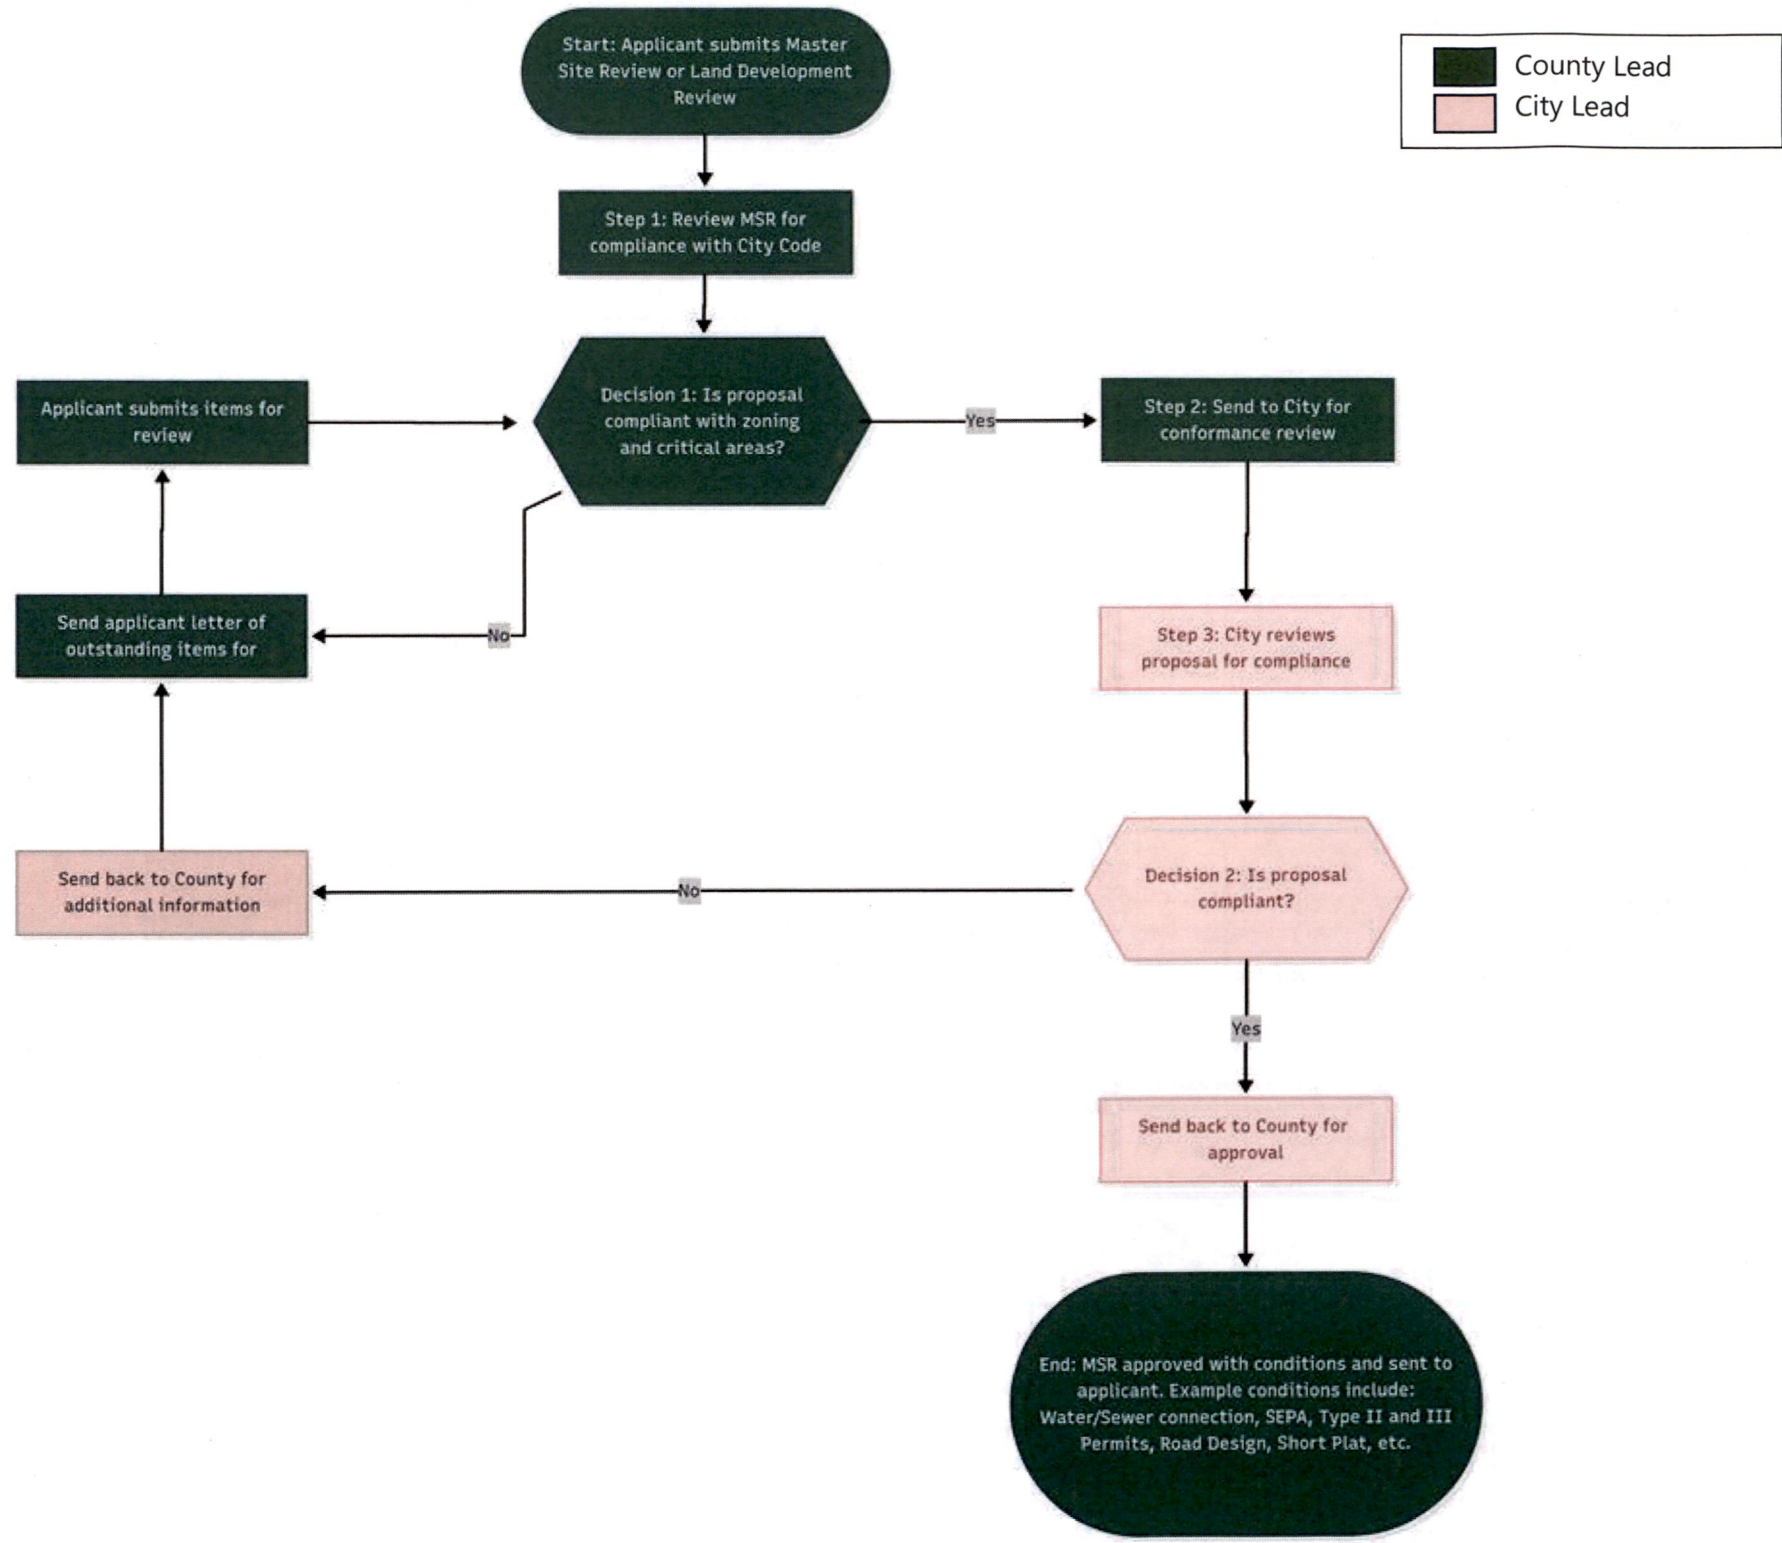 Start: Applicant submits Master
Site Review or Land Development
Review
County Lead
City Lead
Step 1: Review MSR for
compliance with City Code
Decision 1: Is proposal
compliant with zoning
and critical areas?
Yes
Step 2: Send to City for
conformance review
Applicant submits items for
review
No
Send applicant letter of
outstanding items for
Step 3: City reviews
proposal for compliance
Decision 2: Is proposal
compliant?
No
Send back to County for
additional information
Yes
Send back to County for
approval
End: MSR approved with conditions and sent to
applicant. Example conditions include:
Water/Sewer connection, SEPA, Type II and III
Permits, Road Design, Short Plat, etc.